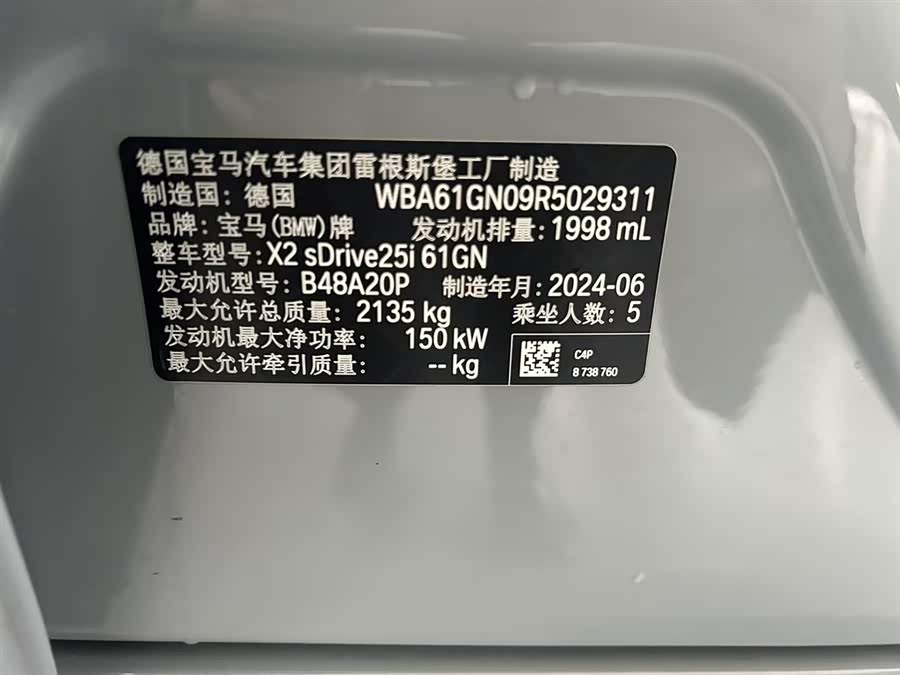 德国宝马汽车集团雷根斯堡工厂制造
制造国：德国 WBA61GN09R5029311
品牌：宝马(BMW)牌 发动机排量：1998 mL
整车型号：X2 sDrive25i 61GN
发动机型号：B48A20P 制造年月：2024-06
最大允许总质量：2135 kg 乘坐人数：5
发动机最大净功率：150 kW
最大允许牵引质量：-- kg
C4P
8 738 760